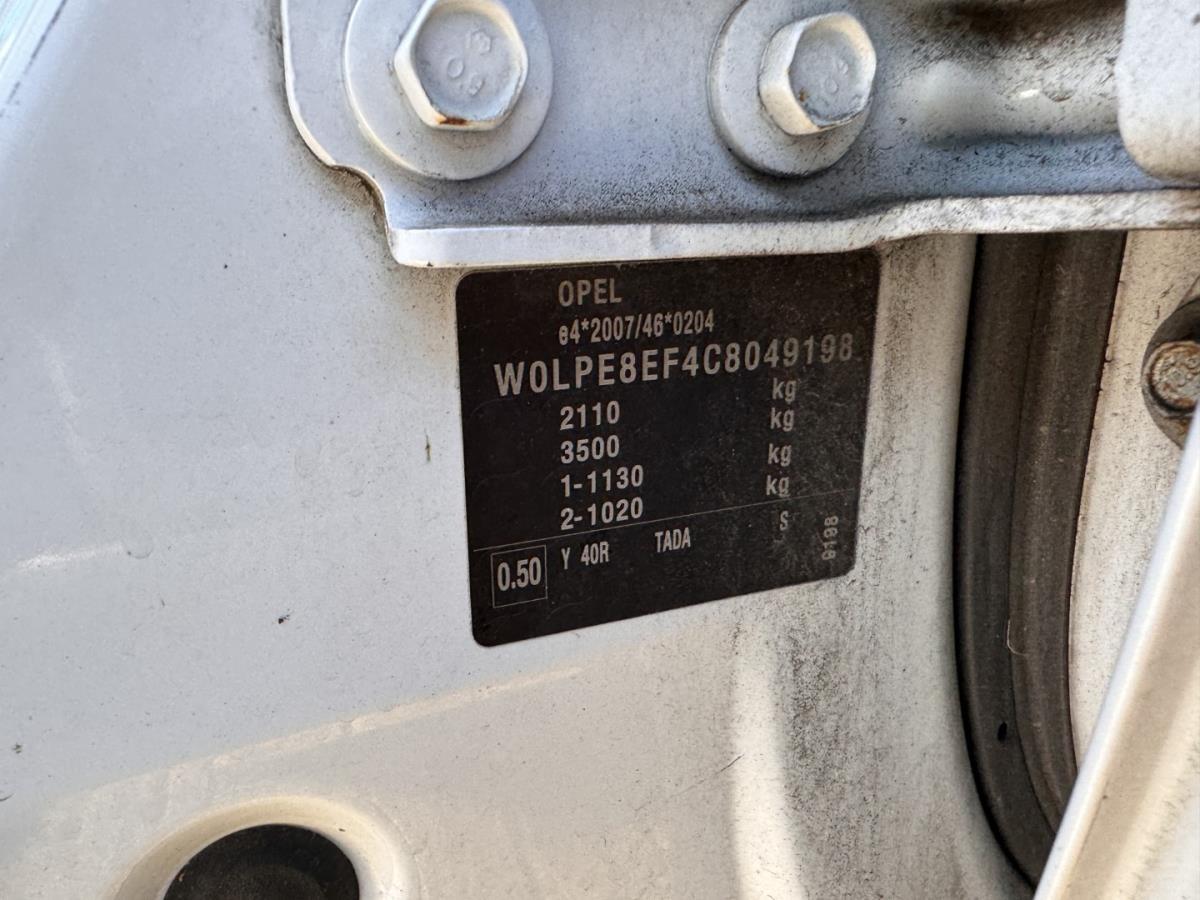 OPEL
e4*2007/46*0204
W0LPE8EF4C8049198
2110 kg
3500 kg
1-1130 kg
2-1020 kg
0.50 Y 40R TADA S
9198